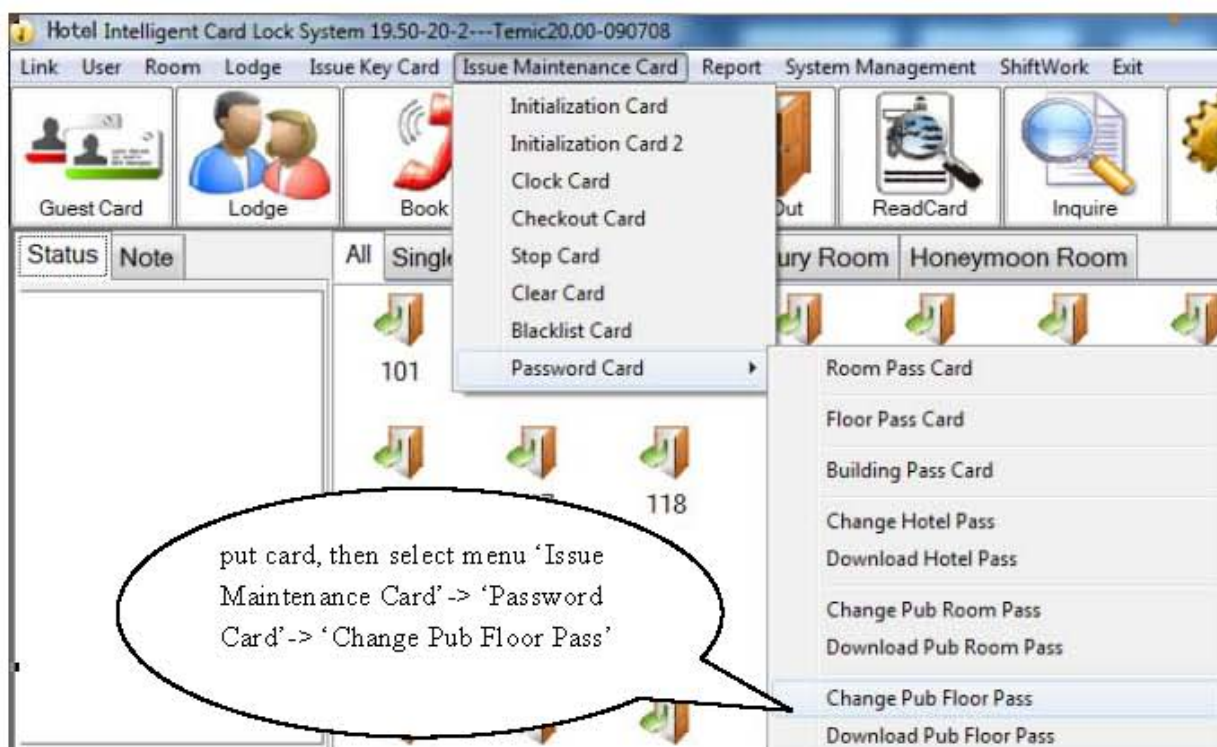 Hotel Intelligent Card Lock System 19.50-20-2---Temic20.00-090708
Link User Room Lodge Issue Key Card Issue Maintenance Card Report System Management ShiftWork Exit
Guest Card Lodge Book Out ReadCard Inquire
Initialization Card
Initialization Card 2
Clock Card
Checkout Card
Stop Card
Clear Card
Blacklist Card
Password Card
Status Note
All Single ury Room Honeymoon Room
101
118
Room Pass Card
Floor Pass Card
Building Pass Card
Change Hotel Pass
Download Hotel Pass
Change Pub Room Pass
Download Pub Room Pass
Change Pub Floor Pass
Download Pub Floor Pass
put card, then select menu ‘Issue
Maintenance Card’-> ‘Password
Card’-> ‘Change Pub Floor Pass’